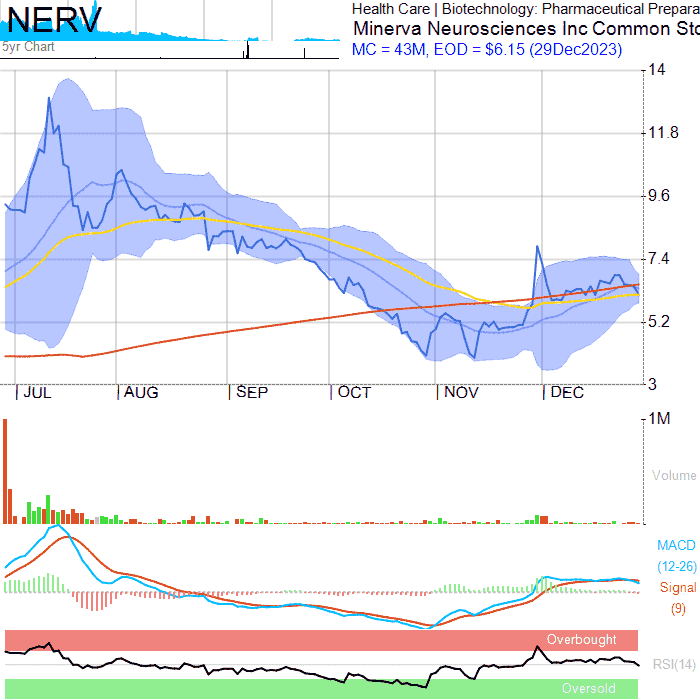 NERV
5yr Chart
Health Care | Biotechnology: Pharmaceutical Prepara
Minerva Neurosciences Inc Common Sto
MC = 43M, EOD = $6.15 (29Dec2023)
14
11.8
9.6
7.4
5.2
3
JUL AUG SEP OCT NOV DEC
1M
Volume
MACD
(12-26)
Signal
(9)
Overbought
RSI(14)
Oversold